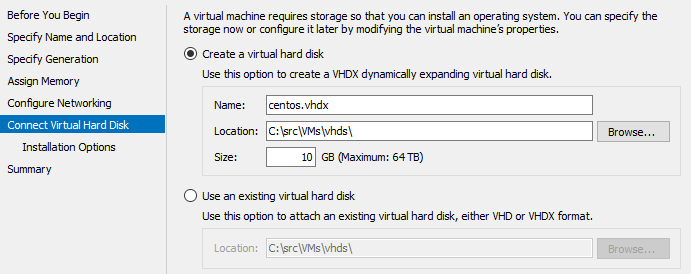 Before You Begin
Specify Name and Location
Specify Generation
Assign Memory
Configure Networking
Connect Virtual Hard Disk
Installation Options
Summary
A virtual machine requires storage so that you can install an operating system. You can specify the
storage now or configure it later by modifying the virtual machine's properties.
Create a virtual hard disk
Use this option to create a VHDX dynamically expanding virtual hard disk.
Name: centos.vhdx
Location: C:\src\VMs\vhds\ Browse...
Size: 10 GB (Maximum: 64 TB)
Use an existing virtual hard disk
Use this option to attach an existing virtual hard disk, either VHD or VHDX format.
Location: C:\src\VMs\vhds\ Browse...